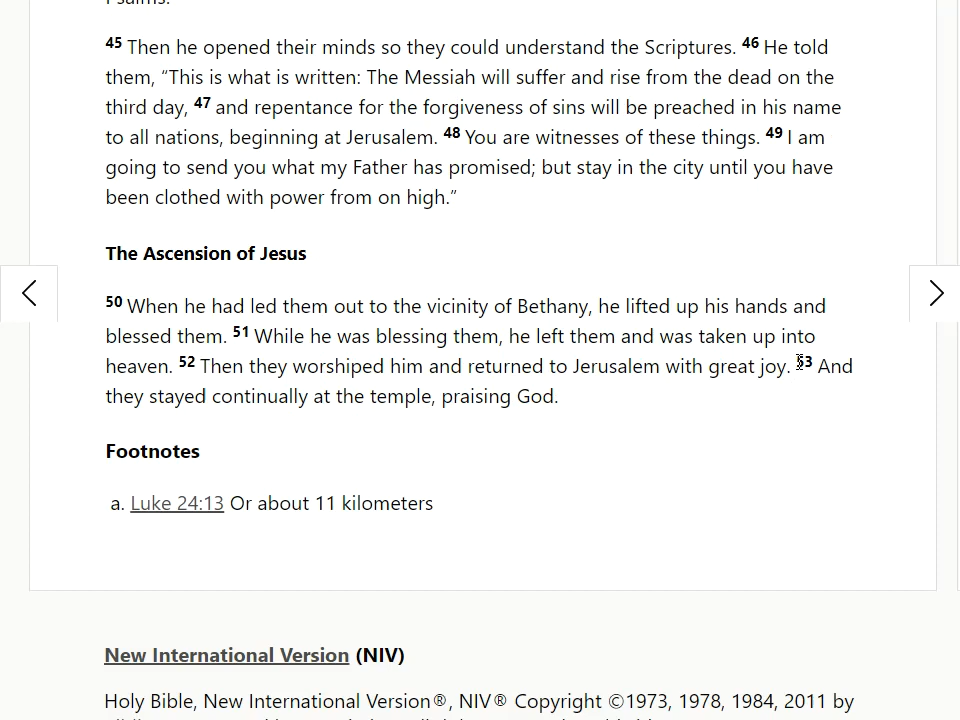 45 Then he opened their minds so they could understand the Scriptures. 46 He told
them, “This is what is written: The Messiah will suffer and rise from the dead on the
third day, 47 and repentance for the forgiveness of sins will be preached in his name
to all nations, beginning at Jerusalem. 48 You are witnesses of these things. 49 I am
going to send you what my Father has promised; but stay in the city until you have
been clothed with power from on high.”
The Ascension of Jesus
50 When he had led them out to the vicinity of Bethany, he lifted up his hands and
blessed them. 51 While he was blessing them, he left them and was taken up into
heaven. 52 Then they worshiped him and returned to Jerusalem with great joy. 53 And
they stayed continually at the temple, praising God.
Footnotes
a. Luke 24:13 Or about 11 kilometers
New International Version (NIV)
Holy Bible, New International Version®, NIV® Copyright ©1973, 1978, 1984, 2011 by